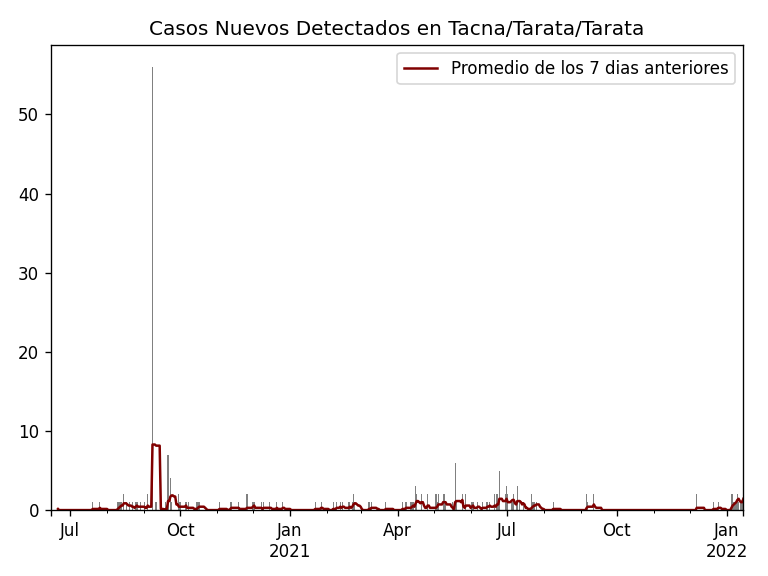 Casos Nuevos Detectados en Tacna/Tarata/Tarata
Promedio de los 7 dias anteriores
50
40
30
20
10
0
Jul Oct Jan Apr Jul Oct Jan
2021 2022